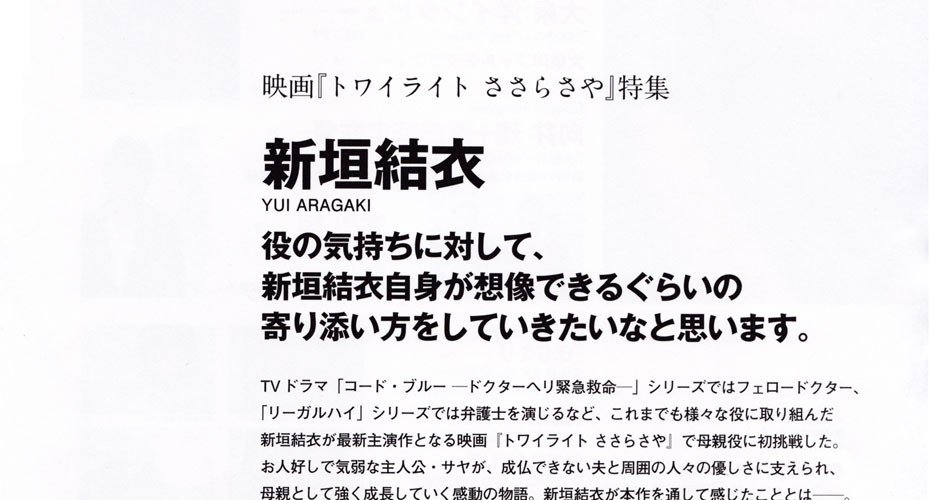 映画『トワイライト ささらさや』特集
新垣結衣
YUI ARAGAKI
役の気持ちに対して、
新垣結衣自身が想像できるぐらいの
寄り添い方をしていきたいなと思います。
TVドラマ「コード・ブルー ―ドクターヘリ緊急救命―」シリーズではフェロードクター、
「リーガルハイ」シリーズでは弁護士を演じるなど、これまでも様々な役に取り組んだ
新垣結衣が最新主演作となる映画『トワイライト ささらさや』で母親役に初挑戦した。
お人好しで気弱な主人公・サヤが、成仏できない夫と周囲の人々の優しさに支えられ、
母親として強く成長していく感動の物語。新垣結衣が本作を通して感じたこととは――。